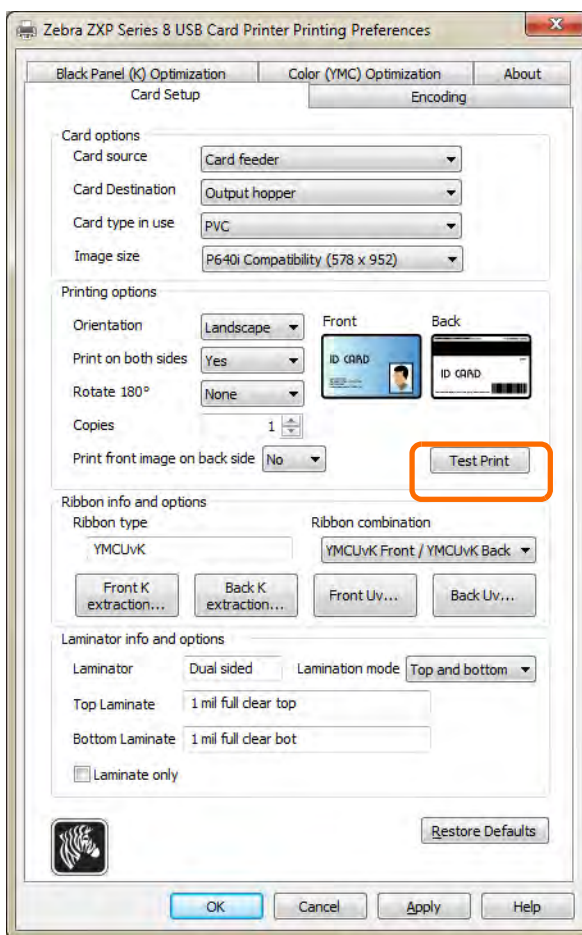 Zebra ZXP Series 8 USB Card Printer Printing Preferences
Black Panel (K) Optimization Color (YMC) Optimization About
Card Setup Encoding
Card options
Card source Card feeder
Card Destination Output hopper
Card type in use PVC
Image size P640i Compatibility (578 x 952)
Printing options
Orientation Landscape Front Back
Print on both sides Yes ID CARD ID CARD
Rotate 180° None
Copies 1
Print front image on back side No Test Print
Ribbon info and options
Ribbon type Ribbon combination
YMCUvK YMCUvK Front / YMCUvK Back
Front K extraction... Back K extraction... Front Uv... Back Uv...
Laminator info and options
Laminator Dual sided Lamination mode Top and bottom
Top Laminate 1 mil full clear top
Bottom Laminate 1 mil full clear bot
Laminate only
Restore Defaults
OK Cancel Apply Help